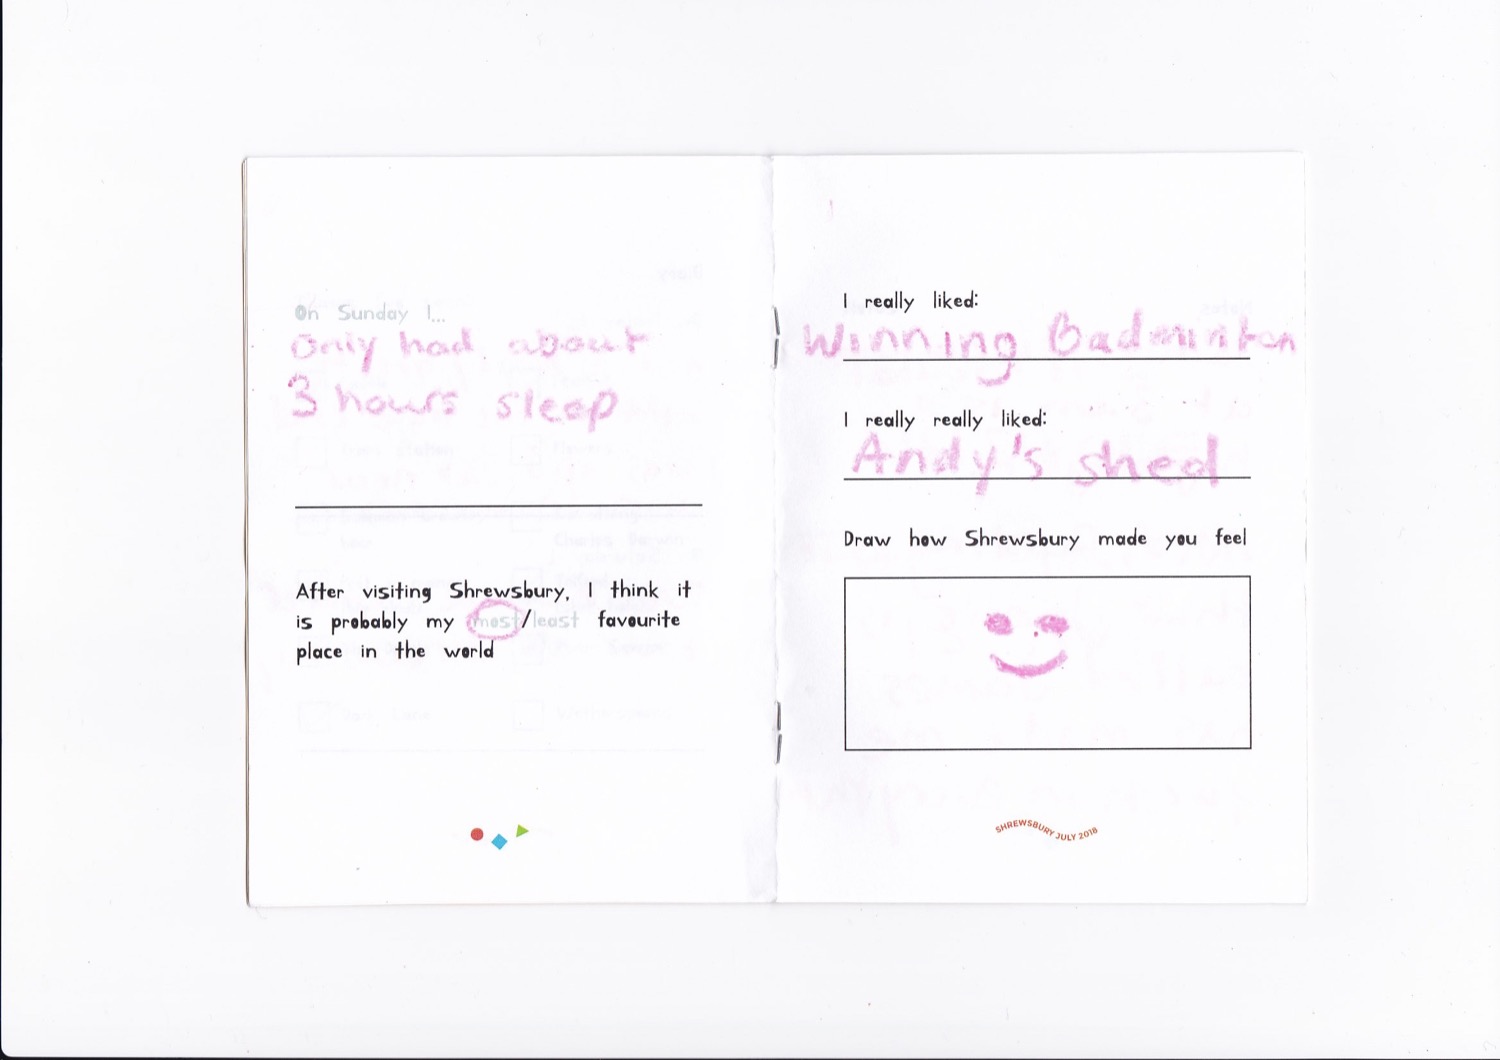 On Sunday I...
Only had about
3 hours sleep
After visiting Shrewsbury, I think it
is probably my most/least favourite
place in the world
I really liked:
Winning Badminton
I really really liked:
Andy's shed
Draw how Shrewsbury made you feel
SHREWSBURY JULY 2018